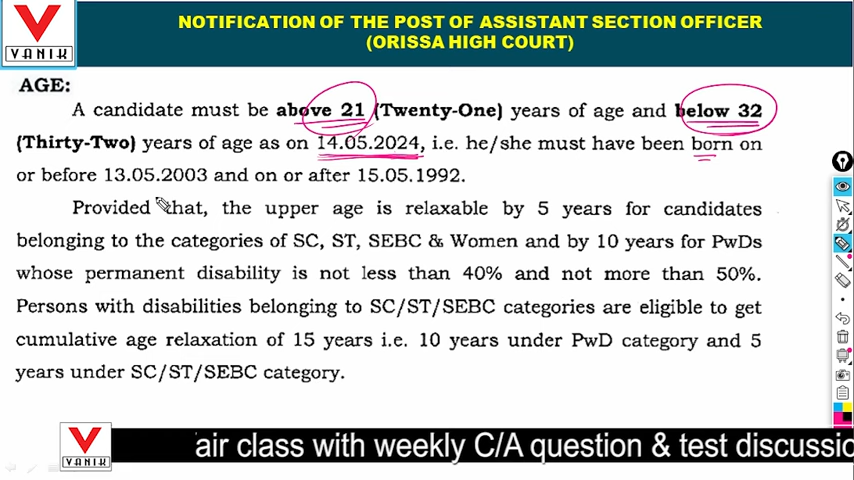 VANIK
NOTIFICATION OF THE POST OF ASSISTANT SECTION OFFICER
(ORISSA HIGH COURT)
AGE:
A candidate must be above 21 (Twenty-One) years of age and below 32
(Thirty-Two) years of age as on 14.05.2024, i.e. he/she must have been born on
or before 13.05.2003 and on or after 15.05.1992.
Provided that, the upper age is relaxable by 5 years for candidates
belonging to the categories of SC, ST, SEBC & Women and by 10 years for PwDs
whose permanent disability is not less than 40% and not more than 50%.
Persons with disabilities belonging to SC/ST/SEBC categories are eligible to get
cumulative age relaxation of 15 years i.e. 10 years under PwD category and 5
years under SC/ST/SEBC category.
VANIK
air class with weekly C/A question & test discussio